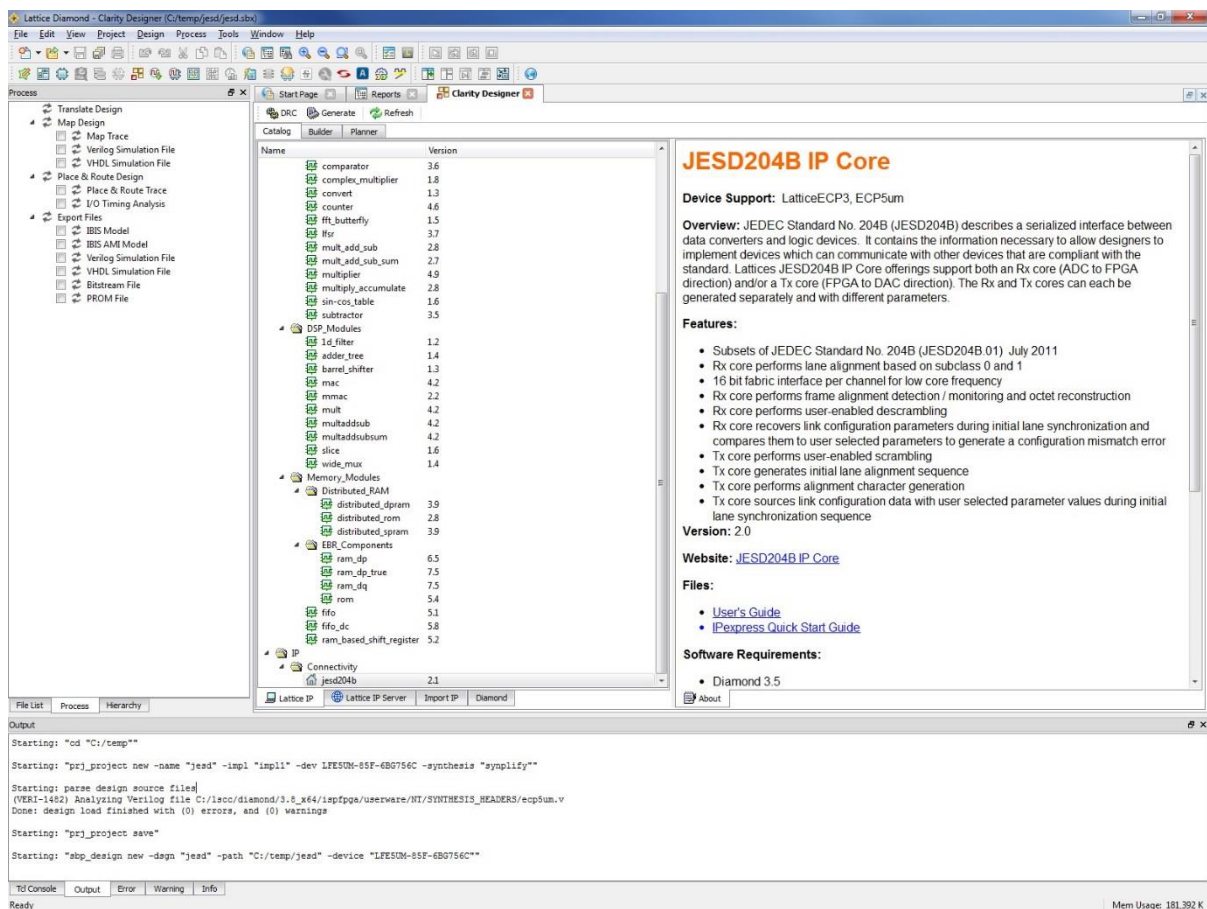 Lattice Diamond - Clarity Designer (C:/temp/jesd/jesd.sbx)
File Edit View Project Design Process Tools Window Help
Process
Start Page Reports Clarity Designer
Translate Design
Map Design
Map Trace
Verilog Simulation File
VHDL Simulation File
Place & Route Design
Place & Route Trace
I/O Timing Analysis
Export Files
IBIS Model
IBIS AMI Model
Verilog Simulation File
VHDL Simulation File
Bitstream File
PROM File
File List Process Hierarchy
DRC Generate Refresh
Catalog Builder Planner
Name Version
comparator 3.6
complex_multiplier 1.8
convert 1.3
counter 4.6
fft_butterfly 1.5
lfsr 3.7
mult_add_sub 2.8
mult_add_sub_sum 2.7
multiplier 4.9
multiply_accumulate 2.8
sin-cos_table 1.6
subtractor 3.5
DSP_Modules
1d_filter 1.2
adder_tree 1.4
barrel_shifter 1.3
mac 4.2
mmac 2.2
mult 4.2
multaddsub 4.2
multaddsubsum 4.2
slice 1.6
wide_mux 1.4
Memory_Modules
Distributed_RAM
distributed_dpram 3.9
distributed_rom 2.8
distributed_spram 3.9
EBR_Components
ram_dp 6.5
ram_dp_true 7.5
ram_dq 7.5
rom 5.4
fifo 5.1
fifo_dc 5.8
ram_based_shift_register 5.2
IP
Connectivity
jesd204b 2.1
Lattice IP Lattice IP Server Import IP Diamond
JESD204B IP Core
Device Support: LatticeECP3, ECP5um
Overview: JEDEC Standard No. 204B (JESD204B) describes a serialized interface between
data converters and logic devices. It contains the information necessary to allow designers to
implement devices which can communicate with other devices that are compliant with the
standard. Lattices JESD204B IP Core offerings support both an Rx core (ADC to FPGA
direction) and/or a Tx core (FPGA to DAC direction). The Rx and Tx cores can each be
generated separately and with different parameters.
Features:
• Subsets of JEDEC Standard No. 204B (JESD204B.01) July 2011
• Rx core performs lane alignment based on subclass 0 and 1
• 16 bit fabric interface per channel for low core frequency
• Rx core performs frame alignment detection / monitoring and octet reconstruction
• Rx core performs user-enabled descrambling
• Rx core recovers link configuration parameters during initial lane synchronization and
compares them to user selected parameters to generate a configuration mismatch error
• Tx core performs user-enabled scrambling
• Tx core generates initial lane alignment sequence
• Tx core performs alignment character generation
• Tx core sources link configuration data with user selected parameter values during initial
lane synchronization sequence
Version: 2.0
Website: JESD204B IP Core
Files:
• User's Guide
• IPexpress Quick Start Guide
Software Requirements:
• Diamond 3.5
About
Output
Starting: "cd "C:/temp""
Starting: "prj_project new -name "jesd" -impl "impl1" -dev LFE5UM-85F-6BG756C -synthesis "synplify""
Starting: parse design source files
(VERI-1482) Analyzing Verilog file C:/lscc/diamond/3.8_x64/ispfpga/userware/NT/SYNTHESIS_HEADERS/ecp5um.v
Done: design load finished with (0) errors, and (0) warnings
Starting: "prj_project save"
Starting: "sbp_design new -dsgn "jesd" -path "C:/temp/jesd" -device "LFE5UM-85F-6BG756C""
Tcl Console Output Error Warning Info
Ready Mem Usage: 181,392 K